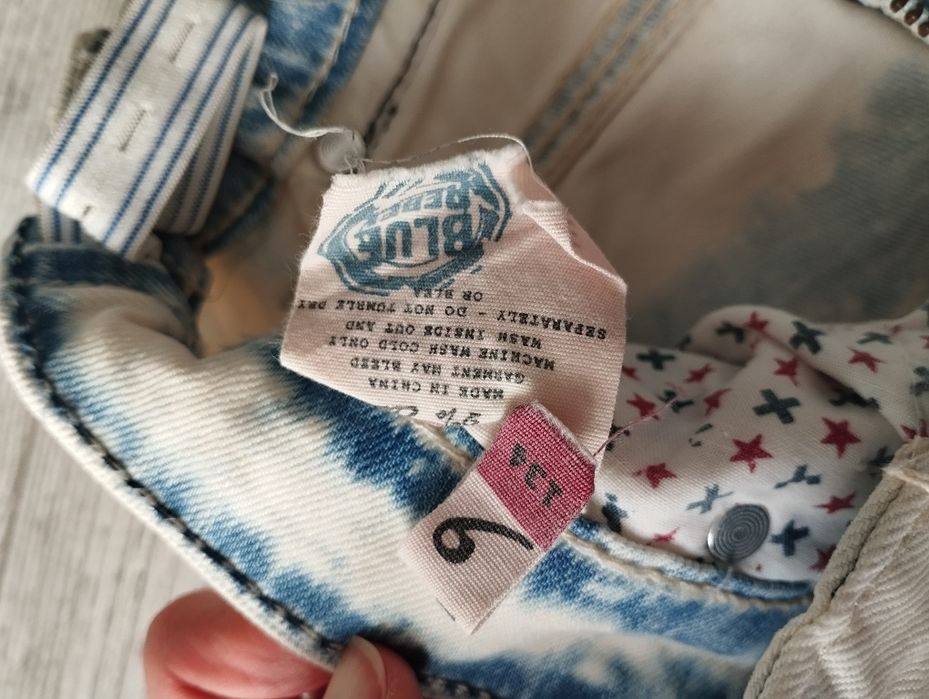 MADE IN CHINA
GARMENT MAY BLEED
MACHINE WASH COLD ONLY
WASH INSIDE OUT AND
SEPARATELY - DO NOT TUMBLE DRY
OR
BLUE
REBEL
134
9